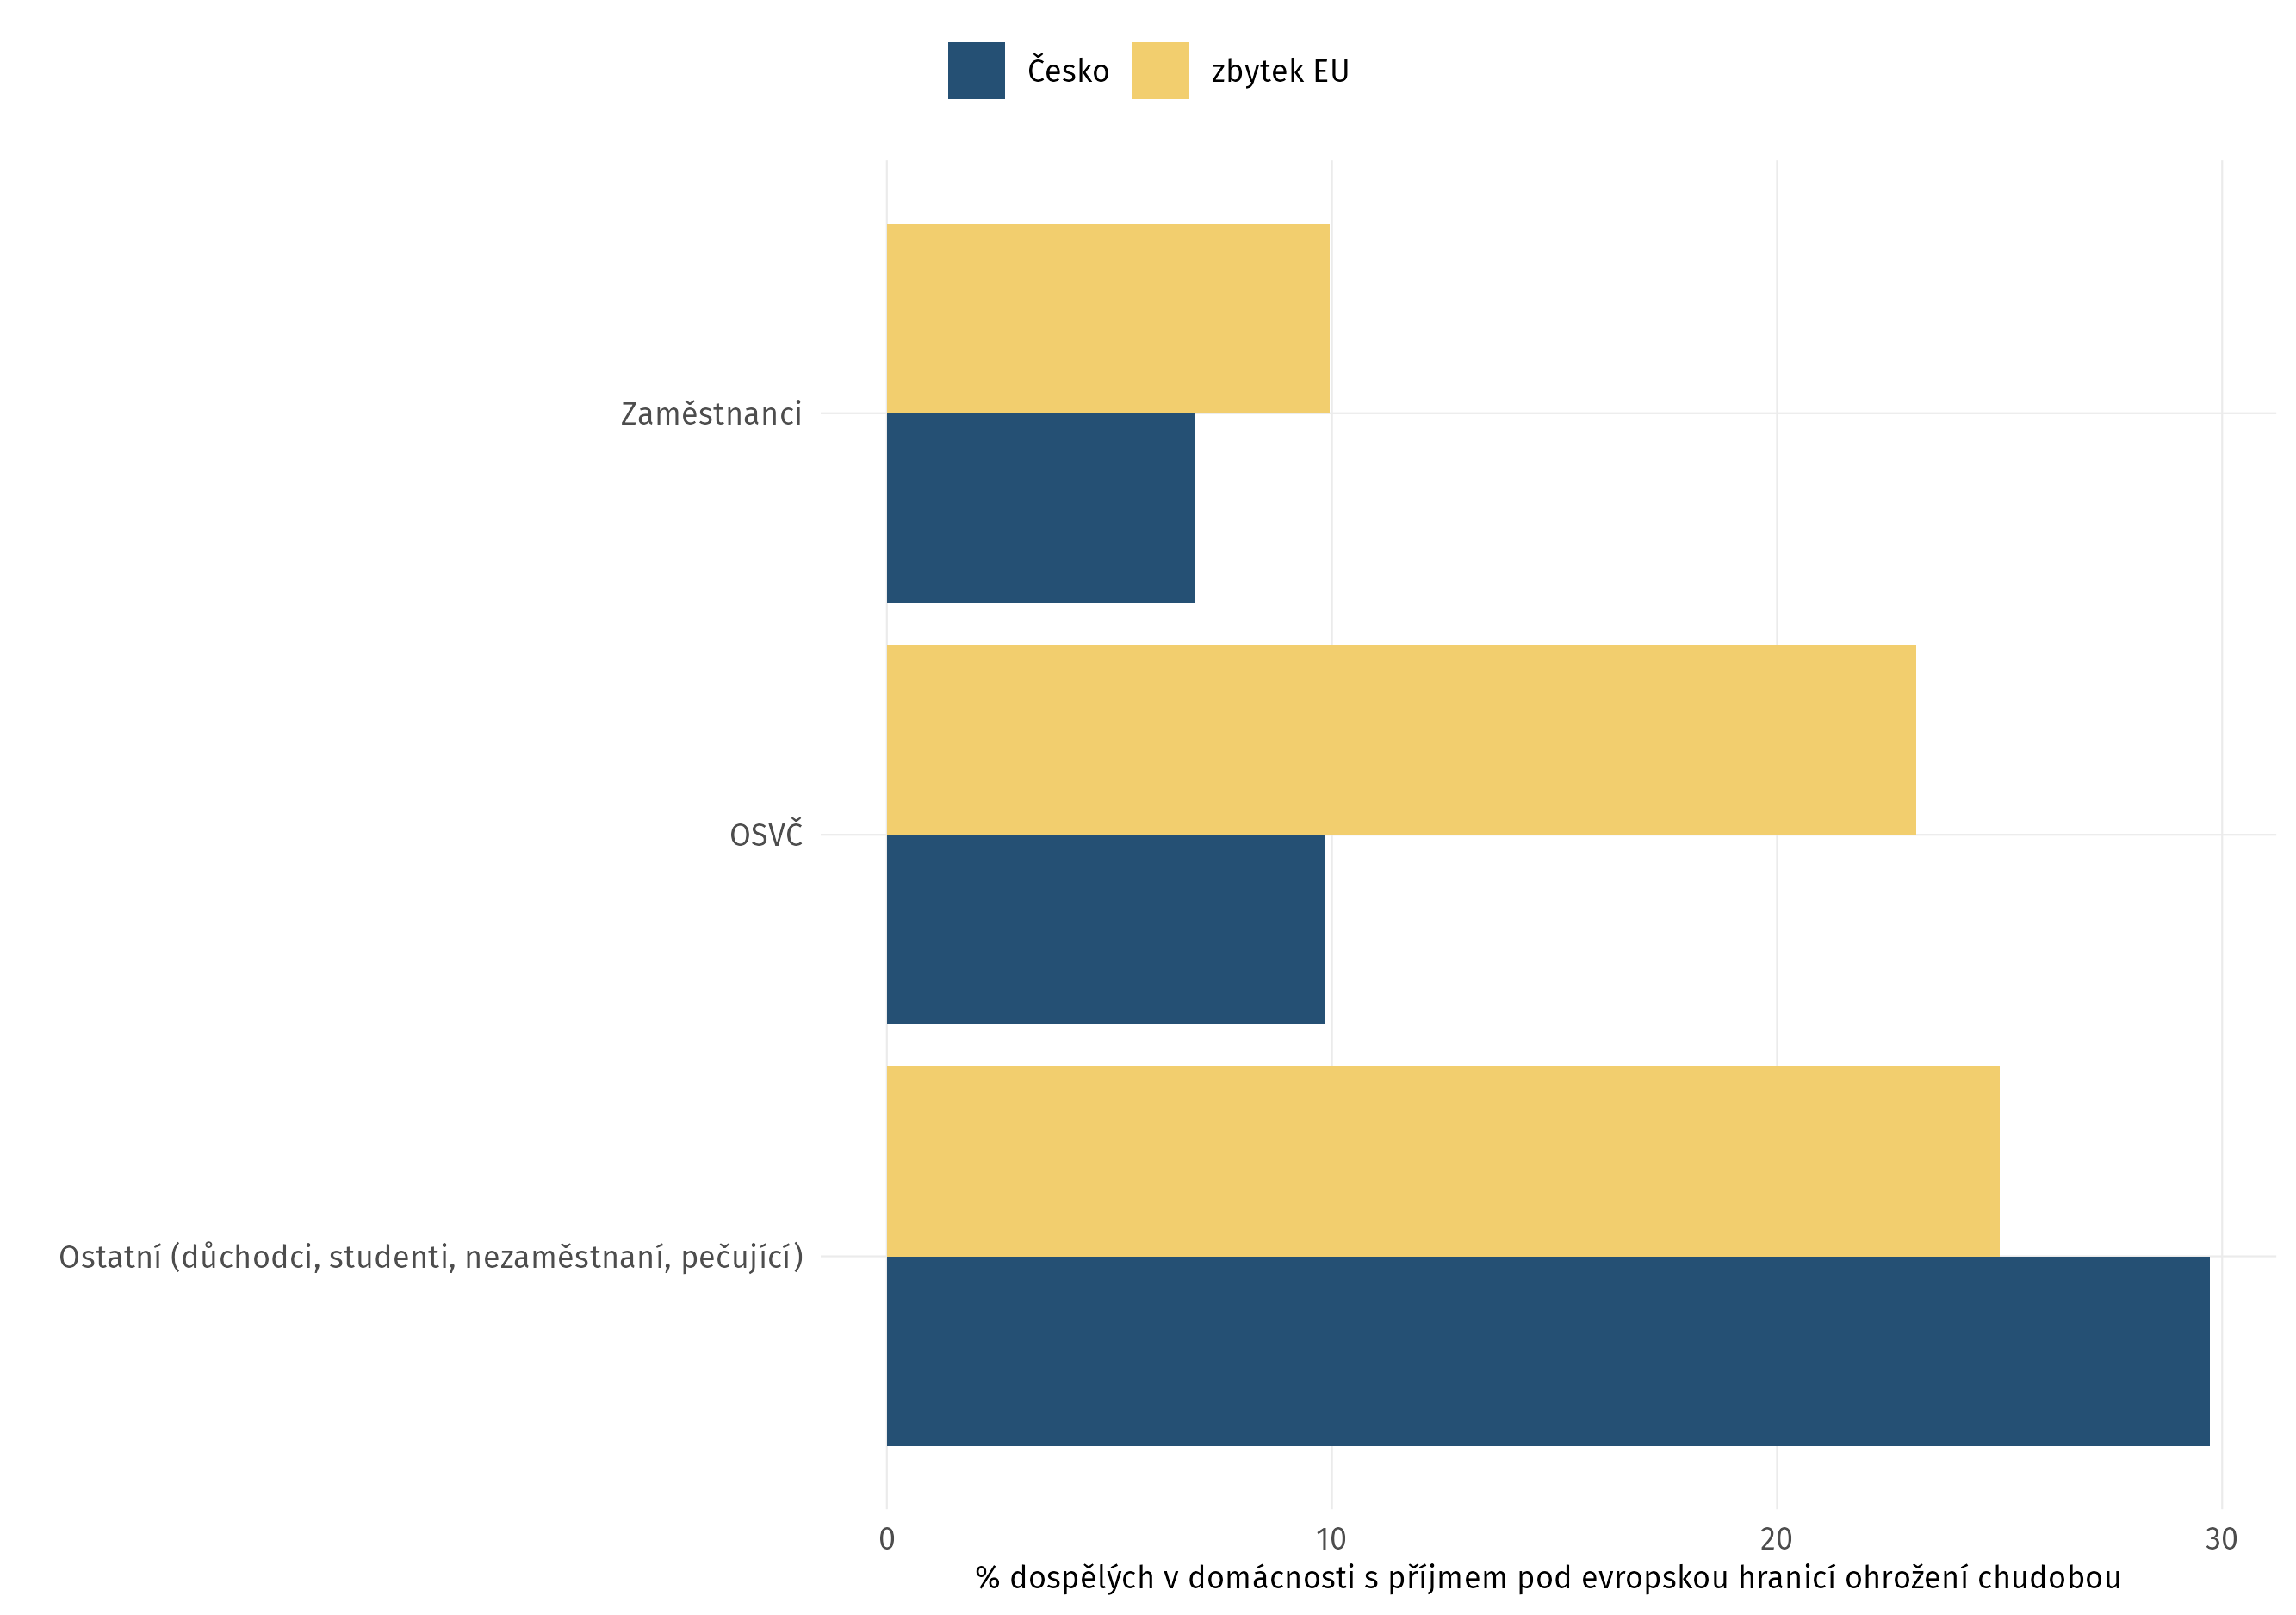 Česko zbytek EU
Zaměstnanci
OSVČ
Ostatní (důchodci, studenti, nezaměstnaní, pečující)
0 10 20 30
% dospělých v domácnosti s příjmem pod evropskou hranicí ohrožení chudobou